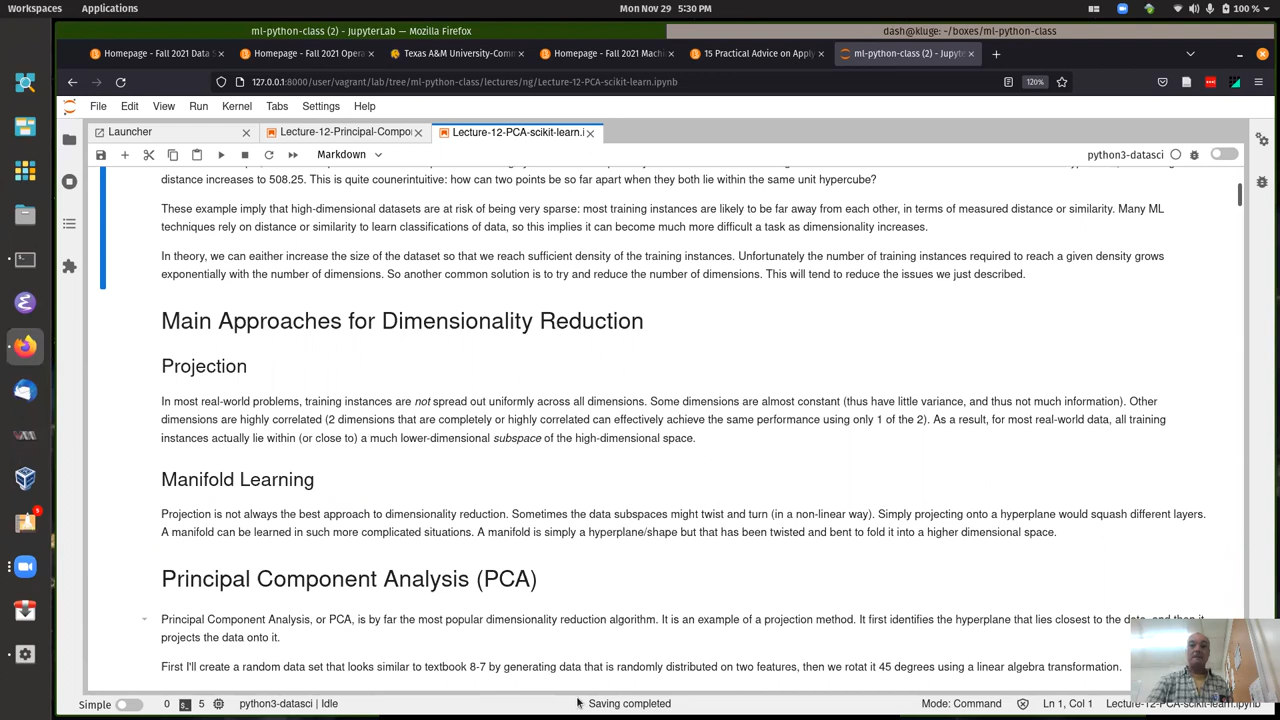 Workspaces Applications Mon Nov 29 5:30 PM 100 %
ml-python-class (2) - JupyterLab — Mozilla Firefox dash@kluge: ~/boxes/ml-python-class
Homepage - Fall 2021 Data S Homepage - Fall 2021 Opera Texas A&M University-Comm Homepage - Fall 2021 Machi 15 Practical Advice on Apply ml-python-class (2) - Jupyte
127.0.0.1:8000/user/vagrant/lab/tree/ml-python-class/lectures/ng/Lecture-12-PCA-scikit-learn.ipynb 120%
File Edit View Run Kernel Tabs Settings Help
Launcher Lecture-12-Principal-Compo Lecture-12-PCA-scikit-learn.i
Markdown python3-datasci
distance increases to 508.25. This is quite counerintuitive: how can two points be so far apart when they both lie within the same unit hypercube?
These example imply that high-dimensional datasets are at risk of being very sparse: most training instances are likely to be far away from each other, in terms of measured distance or similarity. Many ML
techniques rely on distance or similarity to learn classifications of data, so this implies it can become much more difficult a task as dimensionality increases.
In theory, we can eaither increase the size of the dataset so that we reach sufficient density of the training instances. Unfortunately the number of training instances required to reach a given density grows
exponentially with the number of dimensions. So another common solution is to try and reduce the number of dimensions. This will tend to reduce the issues we just described.
Main Approaches for Dimensionality Reduction
Projection
In most real-world problems, training instances are not spread out uniformly across all dimensions. Some dimensions are almost constant (thus have little variance, and thus not much information). Other
dimensions are highly correlated (2 dimensions that are completely or highly correlated can effectively achieve the same performance using only 1 of the 2). As a result, for most real-world data, all training
instances actually lie within (or close to) a much lower-dimensional subspace of the high-dimensional space.
Manifold Learning
Projection is not always the best approach to dimensionality reduction. Sometimes the data subspaces might twist and turn (in a non-linear way). Simply projecting onto a hyperplane would squash different layers.
A manifold can be learned in such more complicated situations. A manifold is simply a hyperplane/shape but that has been twisted and bent to fold it into a higher dimensional space.
Principal Component Analysis (PCA)
Principal Component Analysis, or PCA, is by far the most popular dimensionality reduction algorithm. It is an example of a projection method. It first identifies the hyperplane that lies closest to the data, and then it
projects the data onto it.
First I'll create a random data set that looks similar to textbook 8-7 by generating data that is randomly distributed on two features, then we rotat it 45 degrees using a linear algebra transformation.
Simple 0 5 python3-datasci | Idle Saving completed Mode: Command Ln 1, Col 1 Lecture-12-PCA-scikit-learn.ipynb